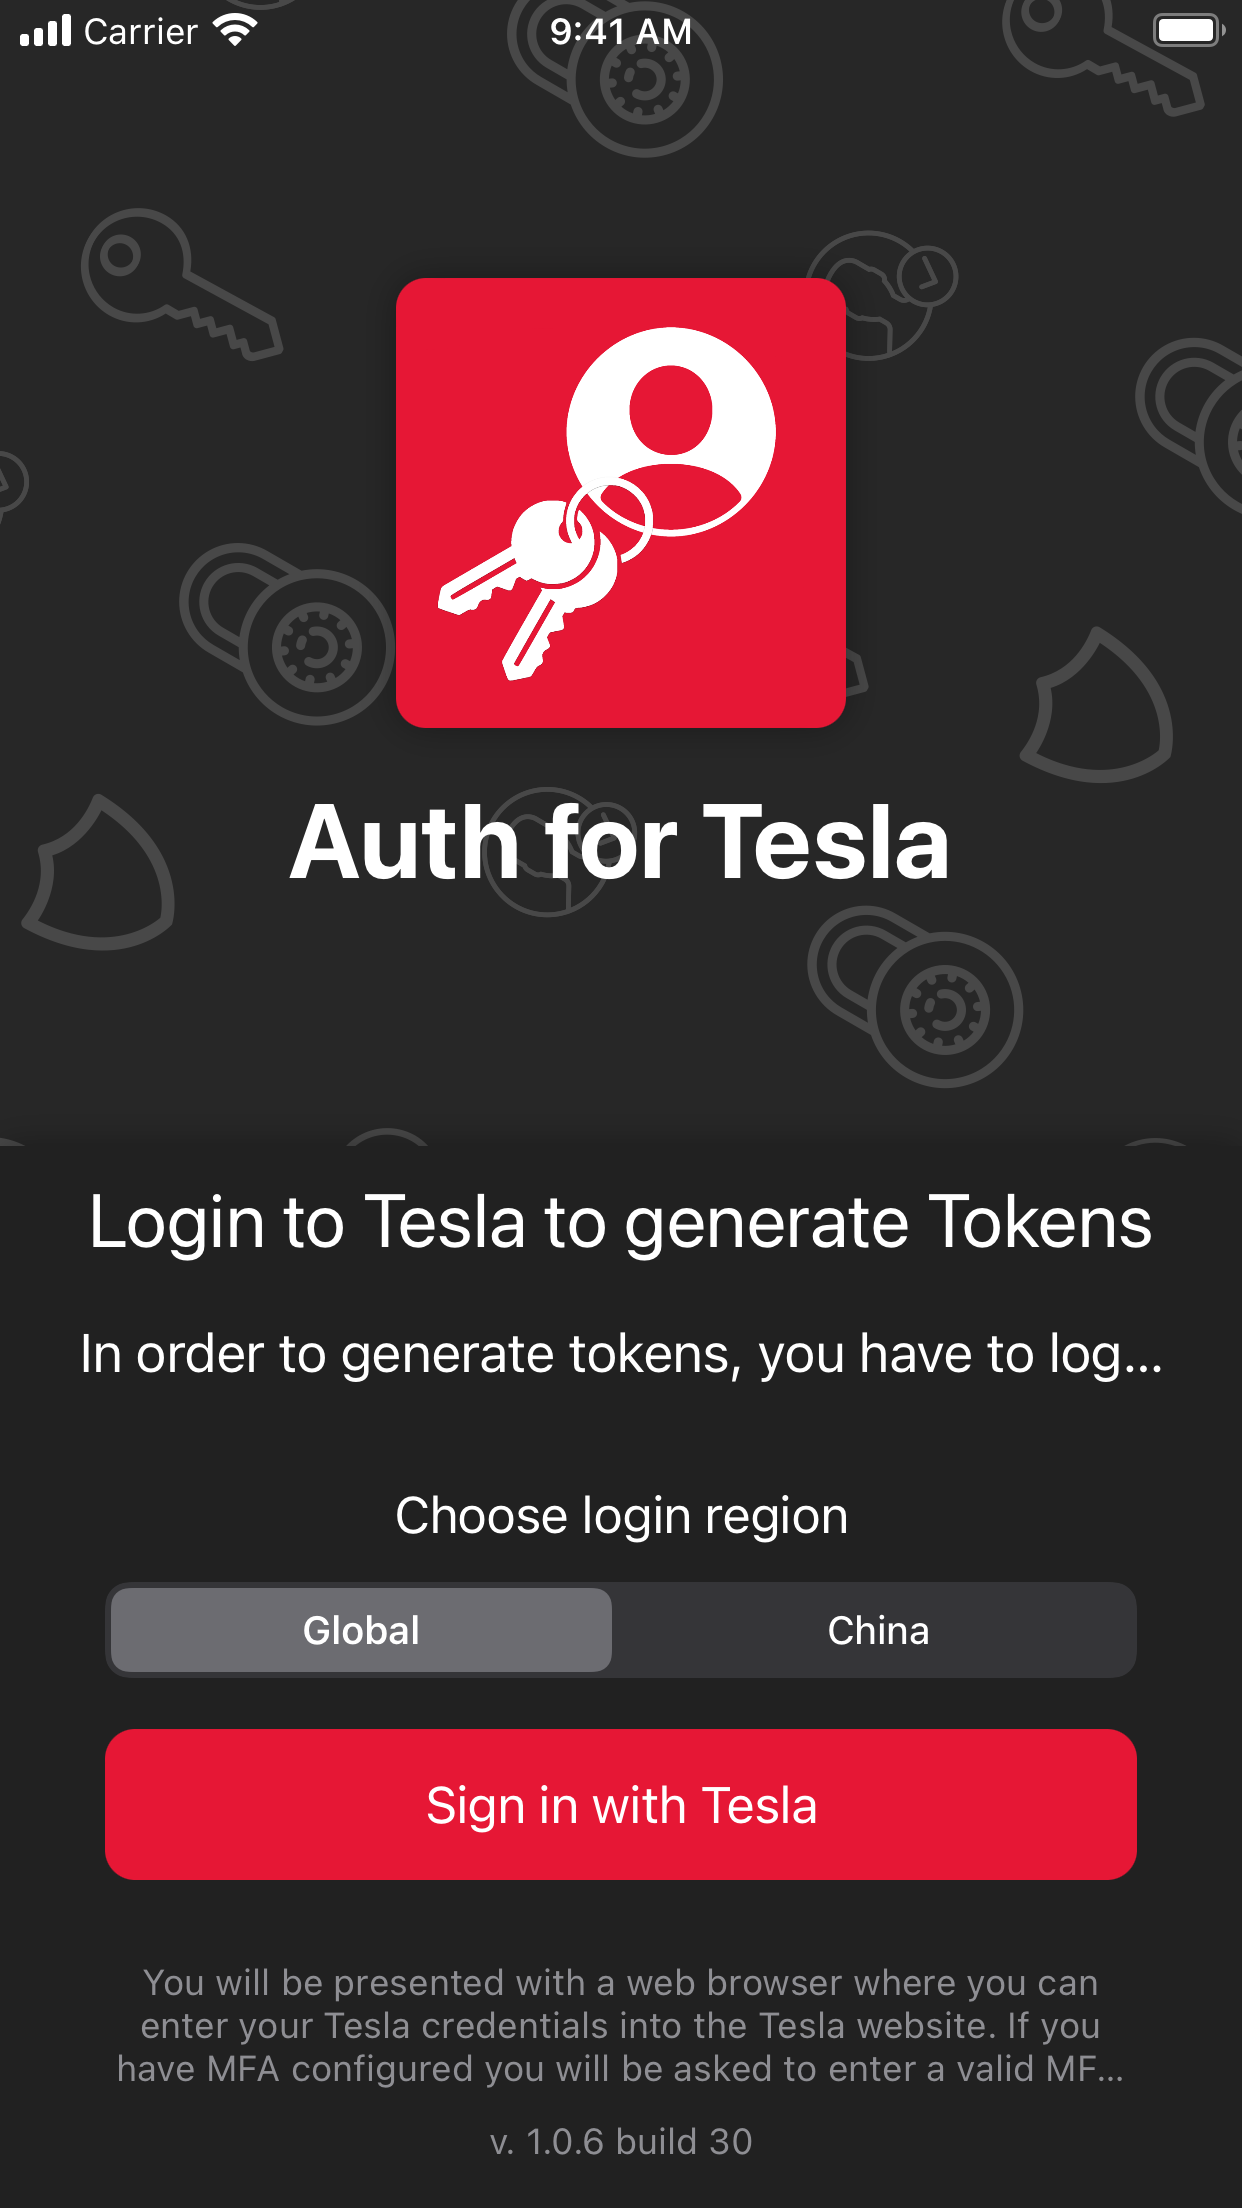 Carrier 9:41 AM
Auth for Tesla
Login to Tesla to generate Tokens
In order to generate tokens, you have to log...
Choose login region
Global China
Sign in with Tesla
You will be presented with a web browser where you can
enter your Tesla credentials into the Tesla website. If you
have MFA configured you will be asked to enter a valid MF...
v. 1.0.6 build 30